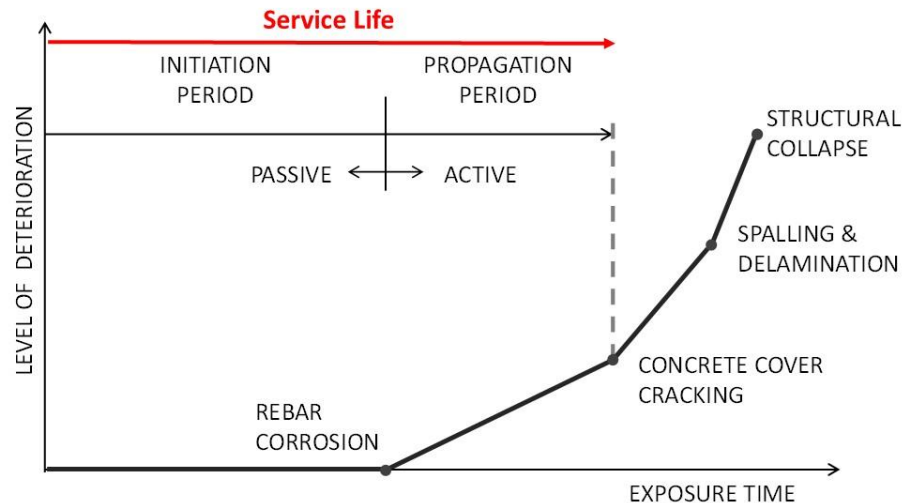 Service Life
INITIATION
PERIOD
PROPAGATION
PERIOD
STRUCTURAL
COLLAPSE
PASSIVE
ACTIVE
SPALLING &
DELAMINATION
LEVEL OF DETERIORATION
CONCRETE COVER
CRACKING
REBAR
CORROSION
EXPOSURE TIME